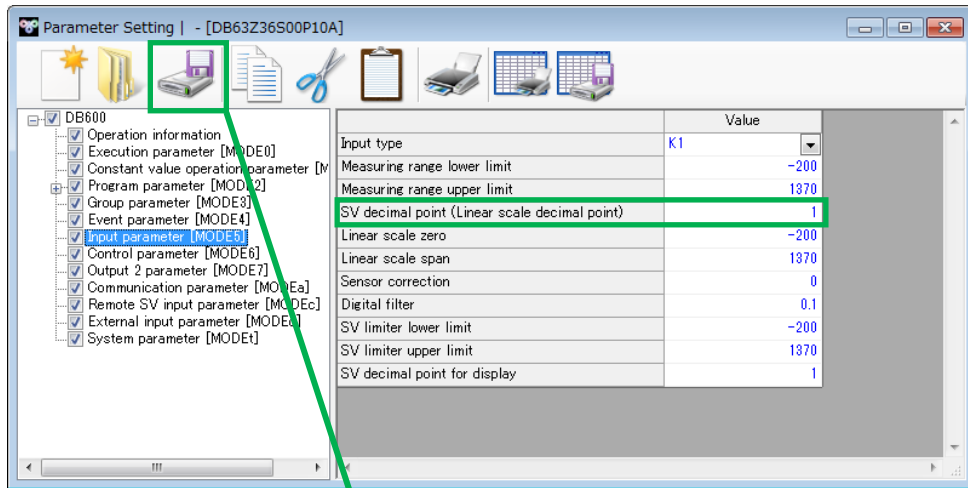 Parameter Setting | - [DB63Z36S00P10A]
DB600
Operation information
Execution parameter [MODE0]
Constant value operation parameter [M
Program parameter [MODE2]
Group parameter [MODE3]
Event parameter [MODE4]
Input parameter [MODE5]
Control parameter [MODE6]
Output 2 parameter [MODE7]
Communication parameter [MODEa]
Remote SV input parameter [MODEc]
External input parameter
System parameter [MODEt]
Value
Input type K1
Measuring range lower limit -200
Measuring range upper limit 1370
SV decimal point (Linear scale decimal point) 1
Linear scale zero -200
Linear scale span 1370
Sensor correction 0
Digital filter 0.1
SV limiter lower limit -200
SV limiter upper limit 1370
SV decimal point for display 1